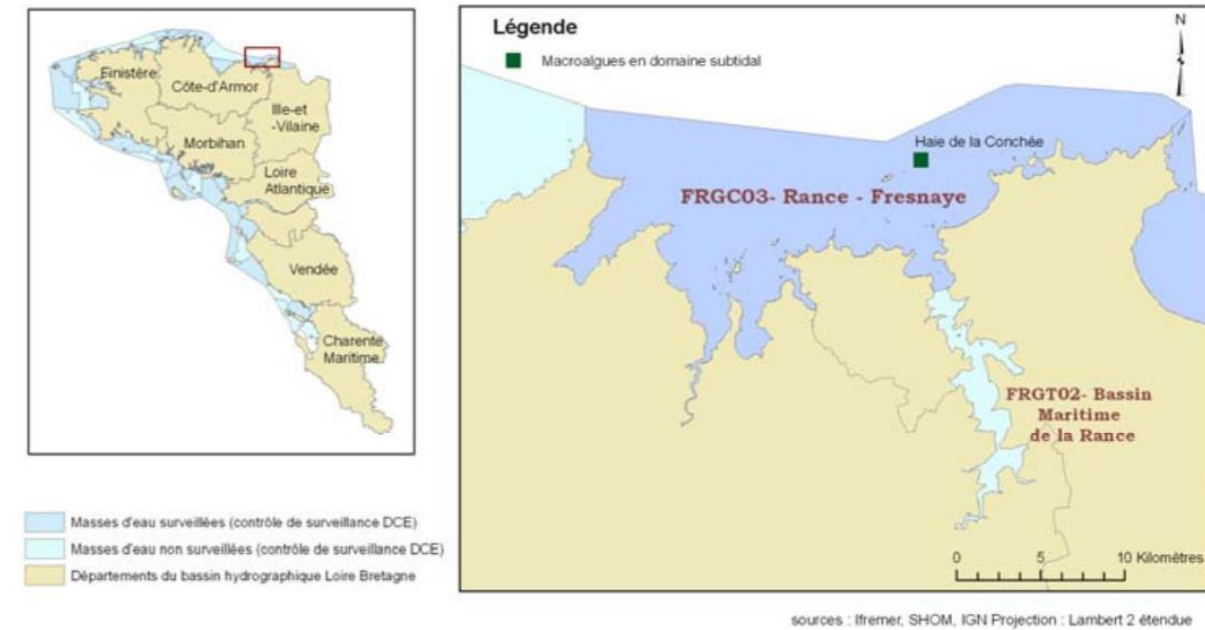 Finistère
Côte-d'Armor
Ille-et
-Vilaine
Morbihan
Loire
Atlantique
Vendée
Charente
Maritime
Masses d'eau surveillées (contrôle de surveillance DCE)
Masses d'eau non surveillées (contrôle de surveillance DCE)
Départements du bassin hydrographique Loire Bretagne
Légende
Macroalgues en domaine subtidal
N
Haie de la Conchée
FRGC03- Rance - Fresnaye
FRGT02- Bassin
Maritime
de la Rance
0 5 10 Kilomètres
sources : Ifremer, SHOM, IGN Projection : Lambert 2 étendue